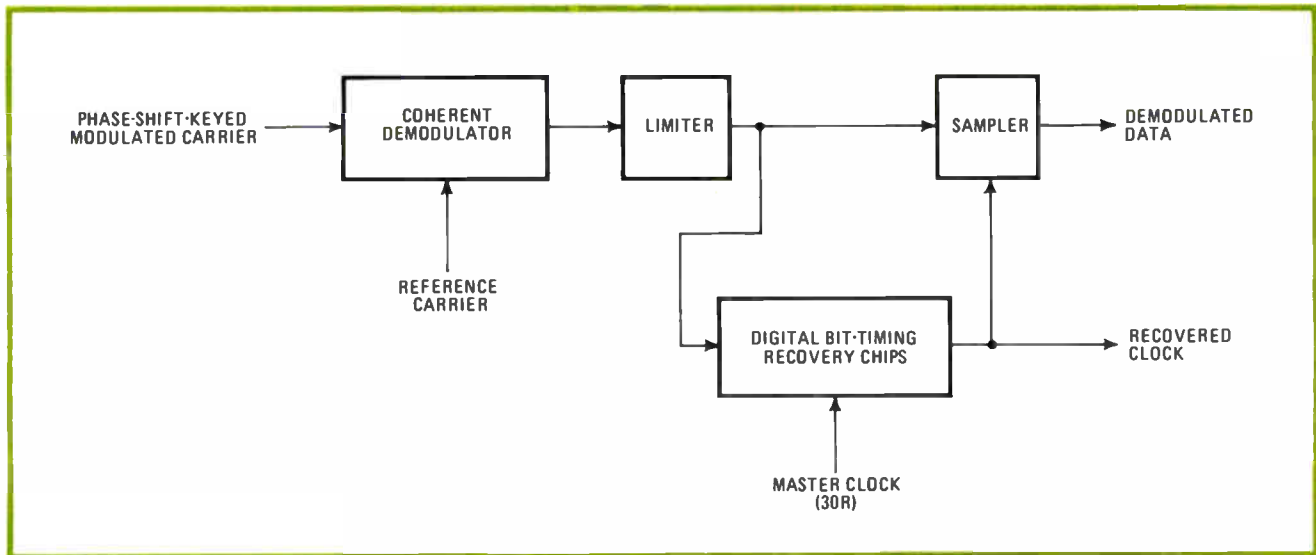 PHASE-SHIFT-KEYED
MODULATED CARRIER
COHERENT
DEMODULATOR
LIMITER
SAMPLER
DEMODULATED
DATA
REFERENCE
CARRIER
DIGITAL BIT-TIMING
RECOVERY CHIPS
RECOVERED
CLOCK
MASTER CLOCK
(30R)